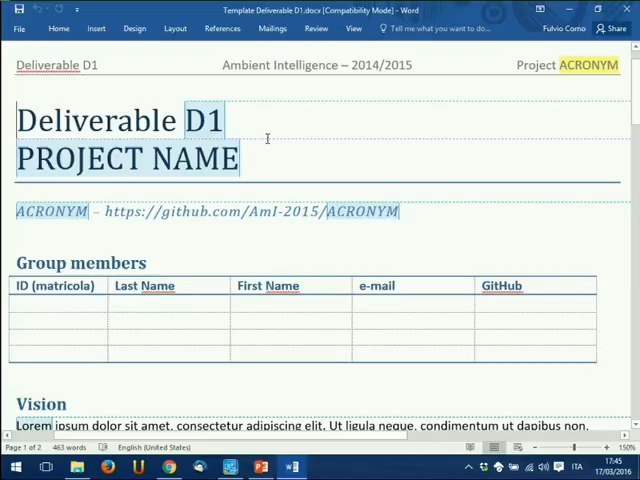 Template Deliverable D1.docx [Compatibility Mode] - Word
File Home Insert Design Layout References Mailings Review View Tell me what you want to do... Fulvio Corno Share
Deliverable D1 Ambient Intelligence – 2014/2015 Project ACRONYM
Deliverable D1
PROJECT NAME
ACRONYM – https://github.com/AmI-2015/ACRONYM
Group members
ID (matricola) Last Name First Name e-mail GitHub
Vision
Lorem ipsum dolor sit amet, consectetur adipiscing elit. Ut ligula neque, condimentum ut dapibus non,
Page 1 of 2 463 words English (United States) 150%
ITA 17:45
17/03/2016